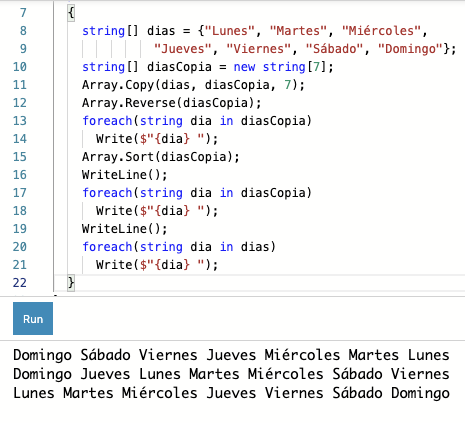 7 {
8 string[] dias = {"Lunes", "Martes", "Miércoles",
9 "Jueves", "Viernes", "Sábado", "Domingo"};
10 string[] diasCopia = new string[7];
11 Array.Copy(dias, diasCopia, 7);
12 Array.Reverse(diasCopia);
13 foreach(string dia in diasCopia)
14 Write($"{dia} ");
15 Array.Sort(diasCopia);
16 WriteLine();
17 foreach(string dia in diasCopia)
18 Write($"{dia} ");
19 WriteLine();
20 foreach(string dia in dias)
21 Write($"{dia} ");
22 }
Run
Domingo Sábado Viernes Jueves Miércoles Martes Lunes
Domingo Jueves Lunes Martes Miércoles Sábado Viernes
Lunes Martes Miércoles Jueves Viernes Sábado Domingo